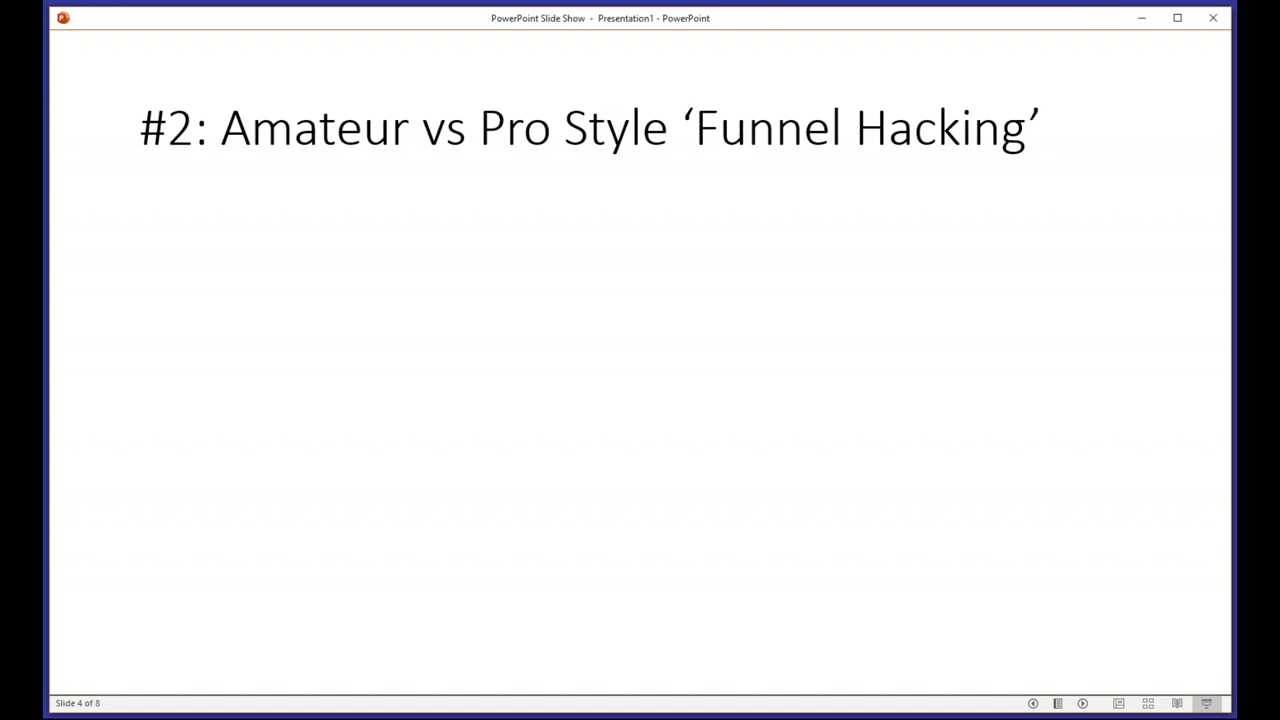 PowerPoint Slide Show - Presentation1 - PowerPoint
#2: Amateur vs Pro Style ‘Funnel Hacking’
Slide 4 of 8